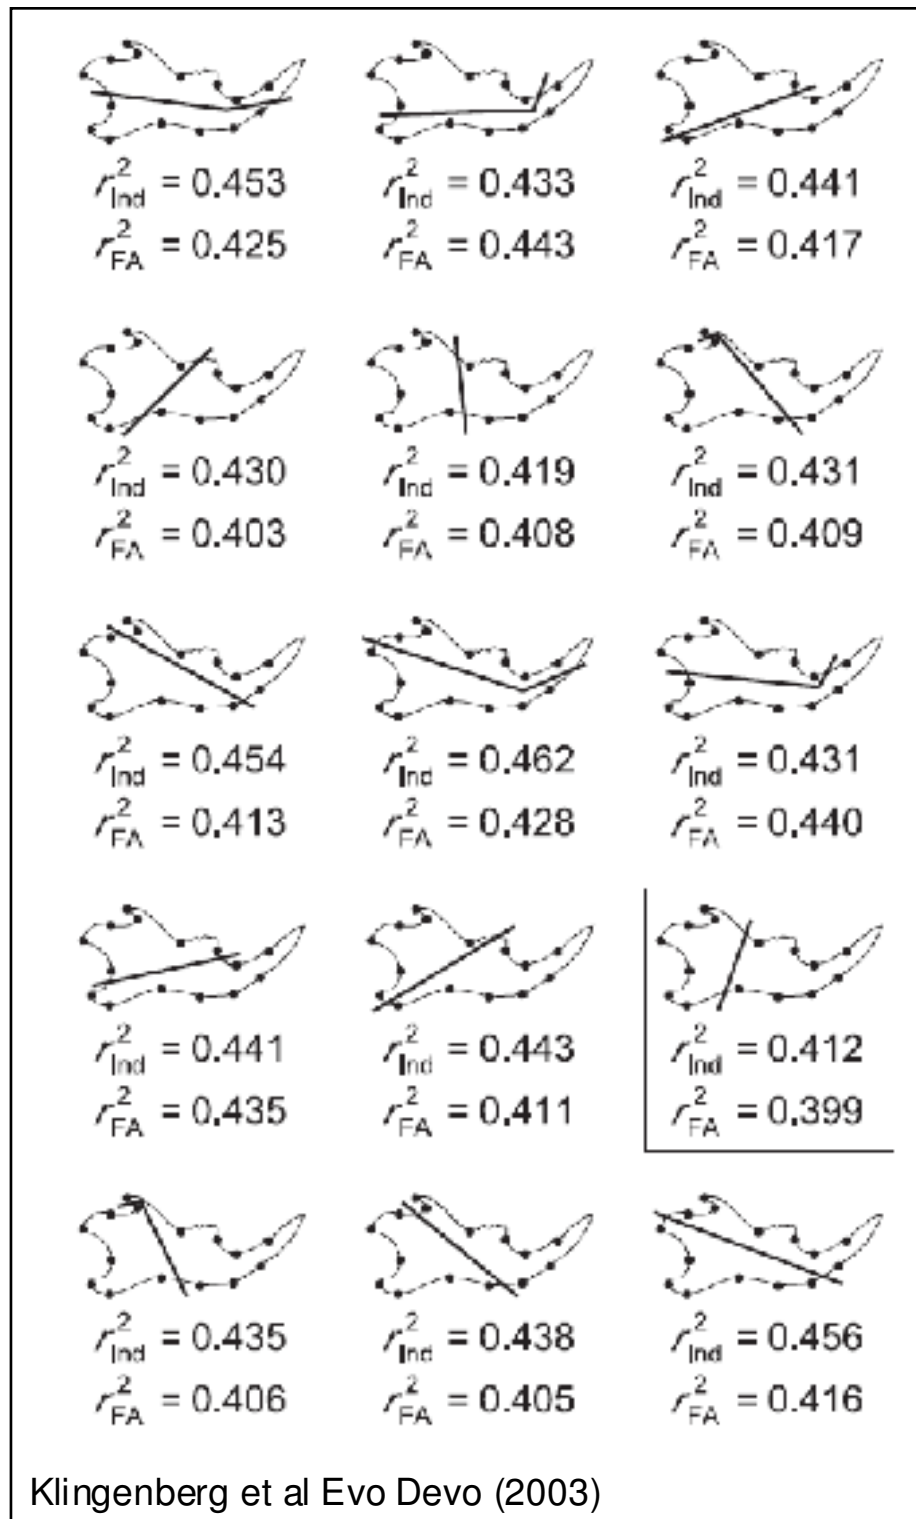 r²Ind = 0.453 r²Ind = 0.433 r²Ind = 0.441
r²FA = 0.425 r²FA = 0.443 r²FA = 0.417
r²Ind = 0.430 r²Ind = 0.419 r²Ind = 0.431
r²FA = 0.403 r²FA = 0.408 r²FA = 0.409
r²Ind = 0.454 r²Ind = 0.462 r²Ind = 0.431
r²FA = 0.413 r²FA = 0.428 r²FA = 0.440
r²Ind = 0.441 r²Ind = 0.443 r²Ind = 0.412
r²FA = 0.435 r²FA = 0.411 r²FA = 0.399
r²Ind = 0.435 r²Ind = 0.438 r²Ind = 0.456
r²FA = 0.406 r²FA = 0.405 r²FA = 0.416
Klingenberg et al Evo Devo (2003)